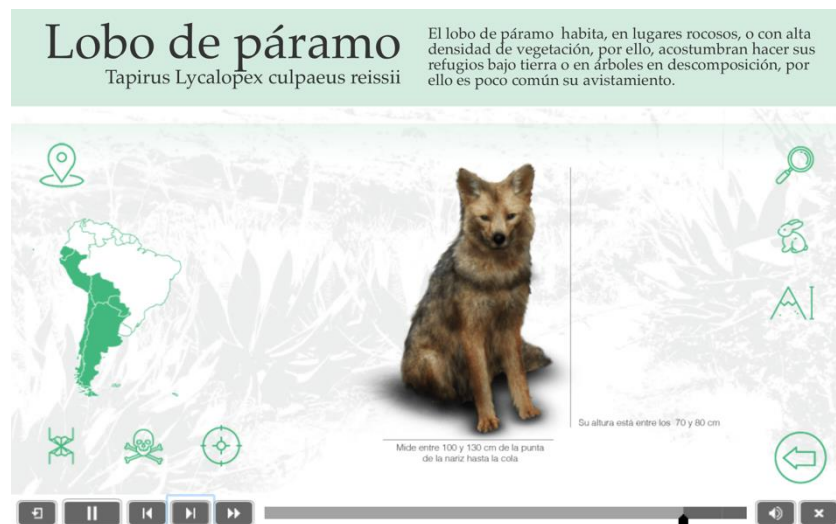 Lobo de páramo
Tapirus Lycalopex culpaeus reissii
El lobo de páramo habita, en lugares rocosos, o con alta
densidad de vegetación, por ello, acostumbran hacer sus
refugios bajo tierra o en árboles en descomposición, por
ello es poco común su avistamiento.
Su altura está entre los 70 y 80 cm
Mide entre 100 y 130 cm de la punta
de la nariz hasta la cola